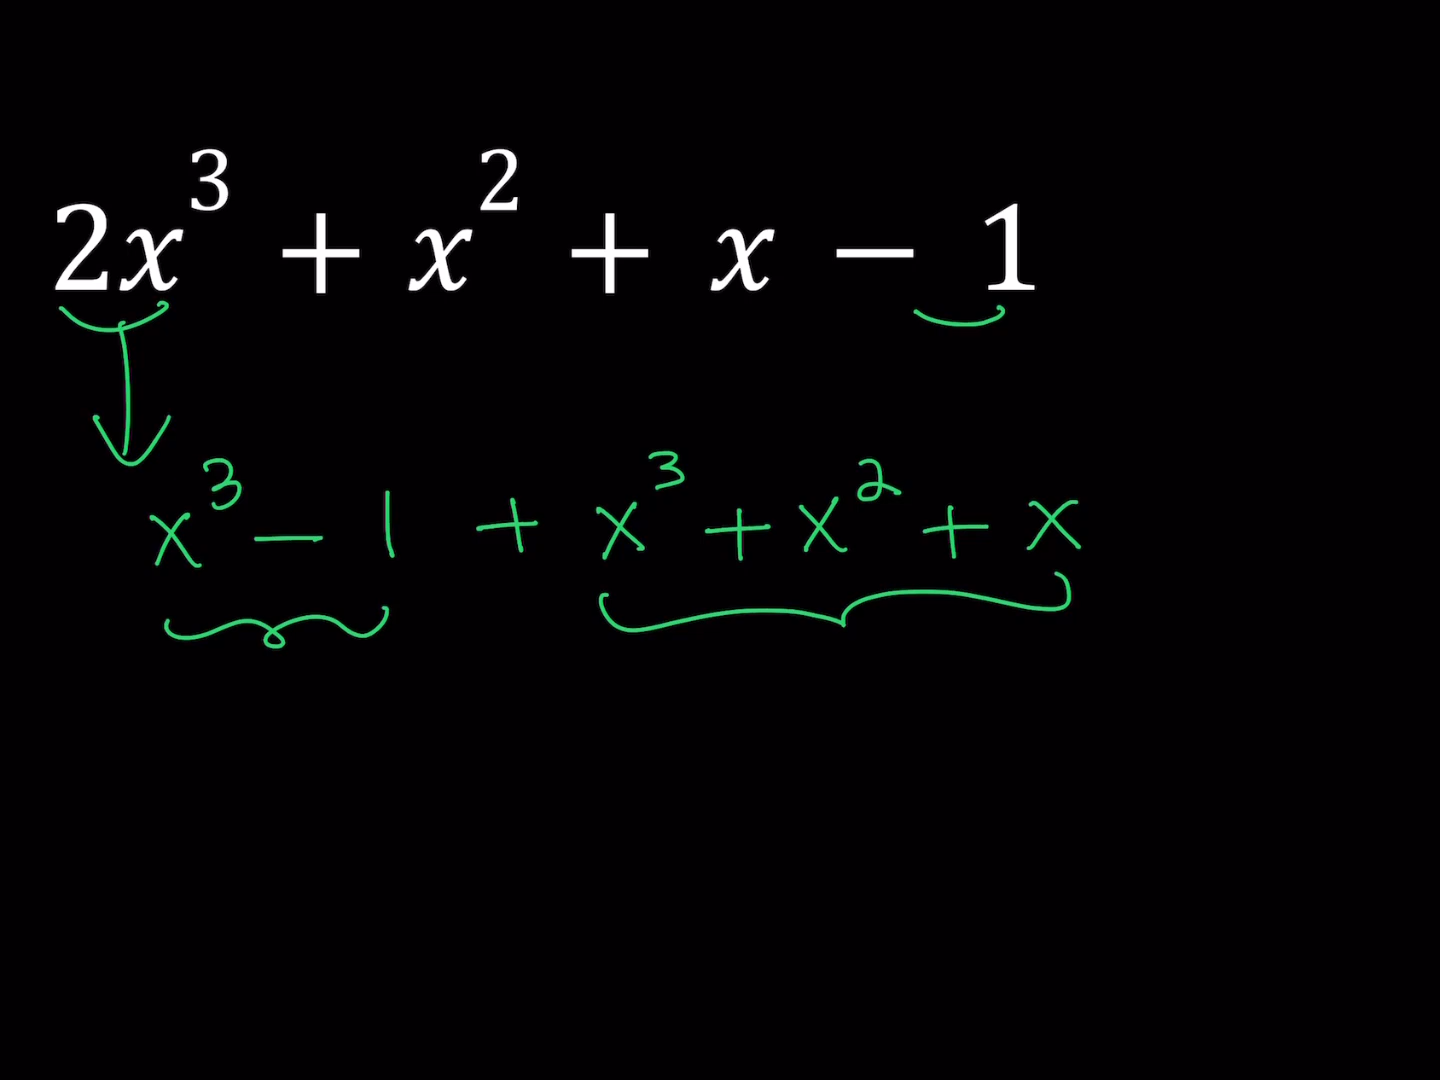 2x³ + x² + x − 1
x³ − 1 + x³ + x² + x